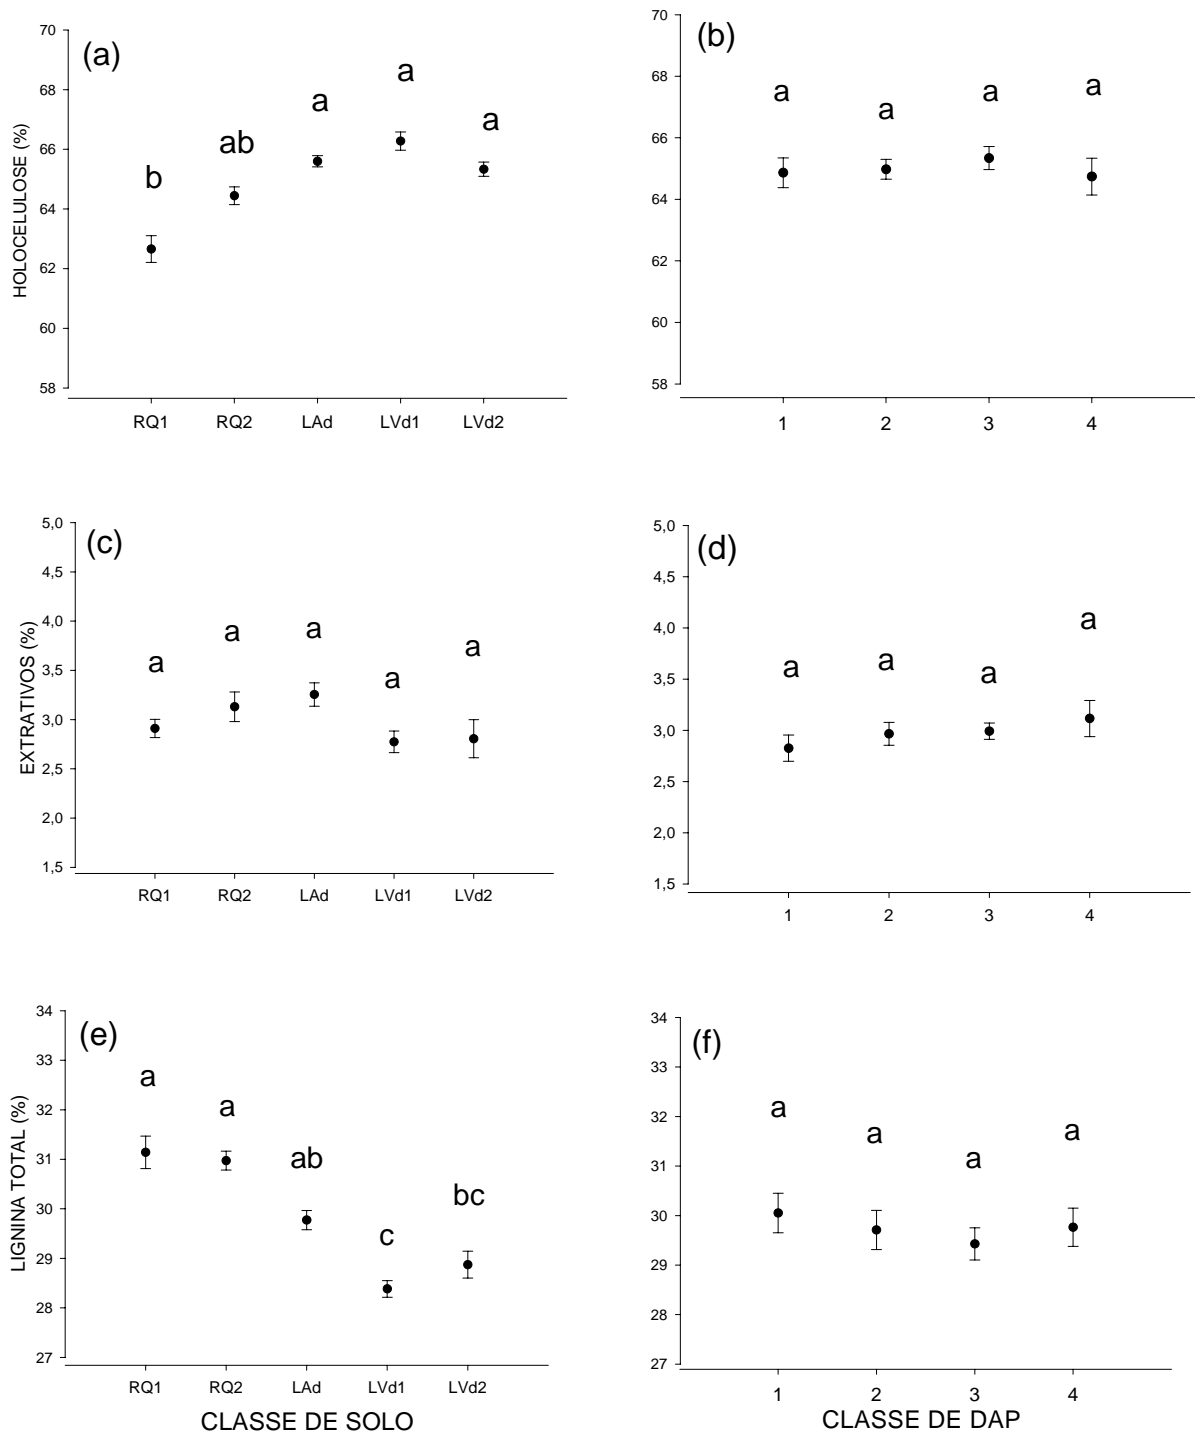 (a)
HOLOCELULOSE (%)
70
68
66
64
62
60
58
b
ab
a
a
a
RQ1 RQ2 LAd LVd1 LVd2
(b)
70
68
66
64
62
60
58
a
a
a
a
1 2 3 4
(c)
EXTRATIVOS (%)
5,0
4,5
4,0
3,5
3,0
2,5
2,0
1,5
a
a
a
a
a
RQ1 RQ2 LAd LVd1 LVd2
(d)
5,0
4,5
4,0
3,5
3,0
2,5
2,0
1.5
a
a
a
a
1 2 3 4
(e)
LIGNINA TOTAL (%)
34
33
32
31
30
29
28
27
a
a
ab
c
bc
RQ1 RQ2 LAd LVd1 LVd2
CLASSE DE SOLO
(f)
34
33
32
31
30
29
28
27
a
a
a
a
1 2 3 4
CLASSE DE DAP